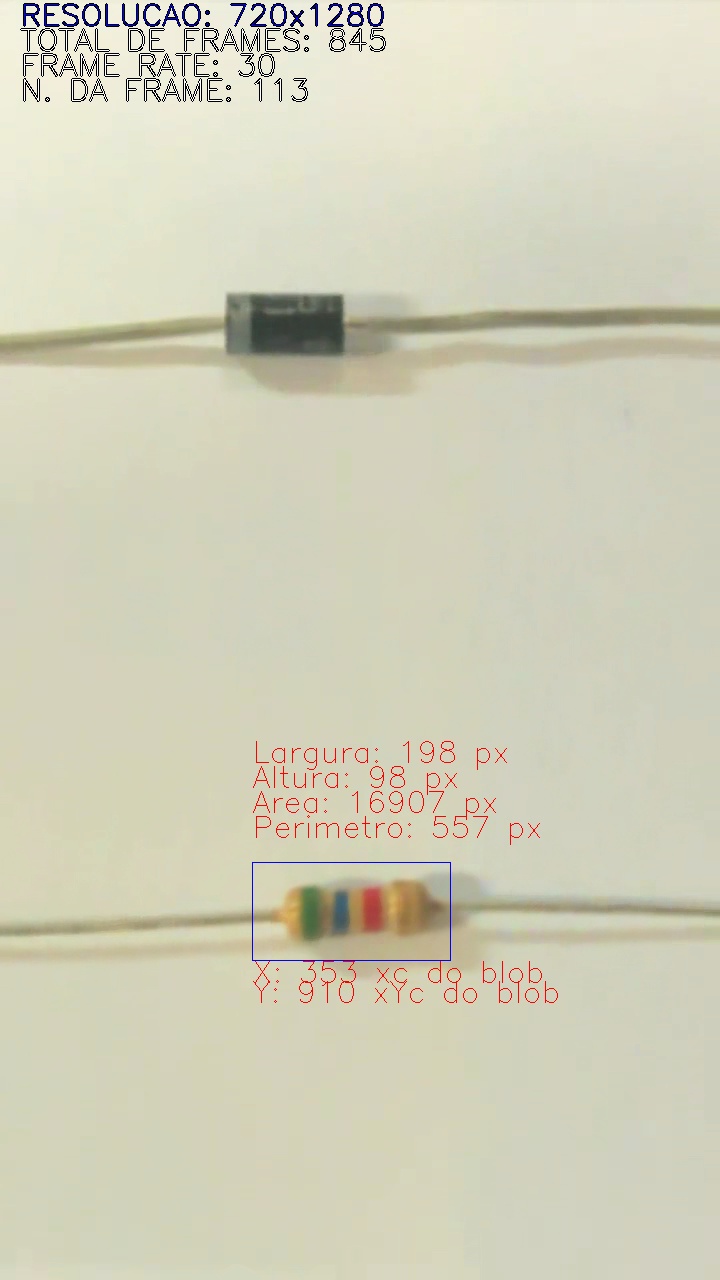 RESOLUCAO: 720x1280
TOTAL DE FRAMES: 845
FRAME RATE: 30
N. DA FRAME: 113
Largura: 198 px
Altura: 98 px
Area: 16907 px
Perimetro: 557 px
X: 353 xc do blob
Y: 910 xYc do blob